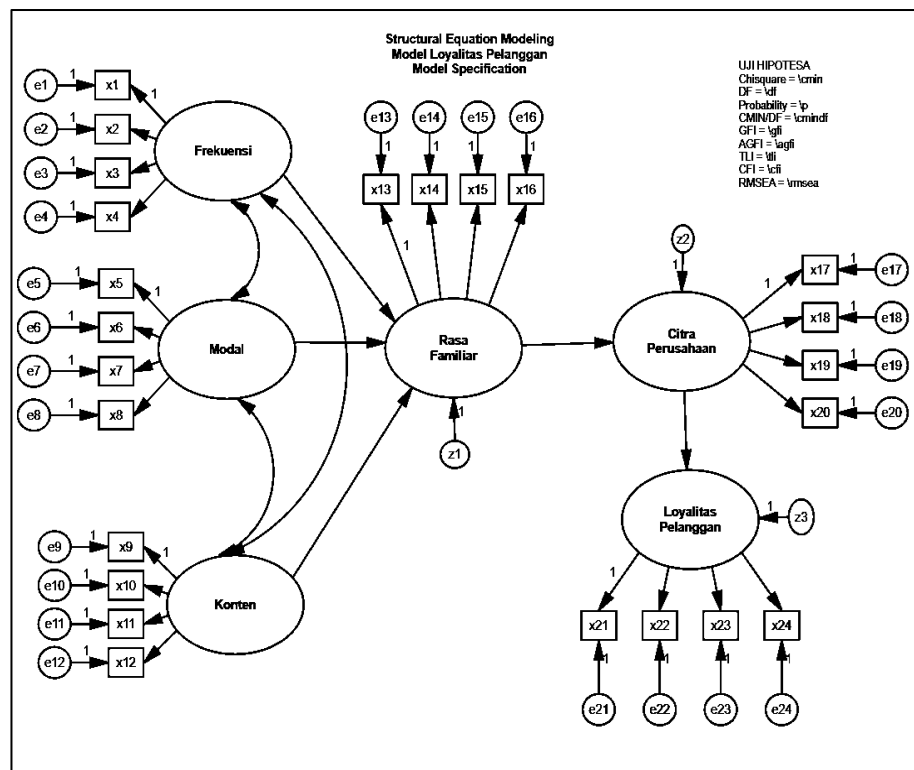 Structural Equation Modeling
Model Loyalitas Pelanggan
Model Specification
UJI HIPOTESA
Chisquare = \cmin
DF = \df
Probability = \p
CMIN/DF = \cmindf
GFI = \gfi
AGFI = \agfi
TLI = \tli
CFI = \cfi
RMSEA = \rmsea
e1 1 x1 1
e2 1 x2
e3 1 x3
e4 1 x4
Frekuensi
e5 1 x5 1
e6 1 x6
e7 1 x7
e8 1 x8
Modal
e9 1 x9 1
e10 1 x10
e11 1 x11
e12 1 x12
Konten
e13 e14 e15 e16
1 1 1 1
x13 x14 x15 x16
1
Rasa
Familiar
1
z1
z2
1
Citra
Perusahaan
1 x17 1 e17
x18 1 e18
x19 1 e19
x20 1 e20
Loyalitas
Pelanggan
1 z3
1
x21 x22 x23 x24
1 1 1 1
e21 e22 e23 e24